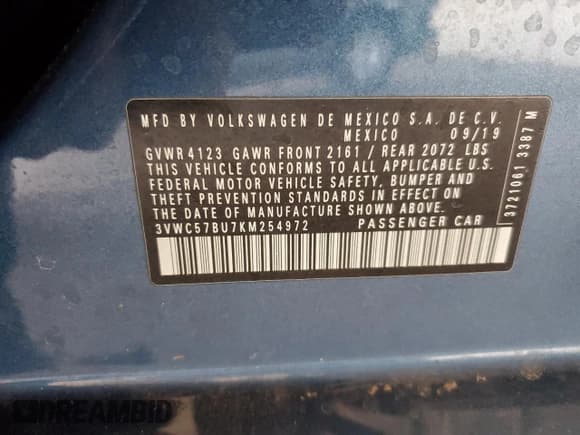 MFD BY VOLKSWAGEN DE MEXICO S.A. DE C.V.
MEXICO 09/19
GVWR 4123 GAWR FRONT 2161 / REAR 2072 LBS
THIS VEHICLE CONFORMS TO ALL APPLICABLE U.S.
FEDERAL MOTOR VEHICLE SAFETY, BUMPER AND
THEFT PREVENTION STANDARDS IN EFFECT ON
THE DATE OF MANUFACTURE SHOWN ABOVE.
3VWC57BU7KM254972 PASSENGER CAR
3721061 3387 M
DREAMBID